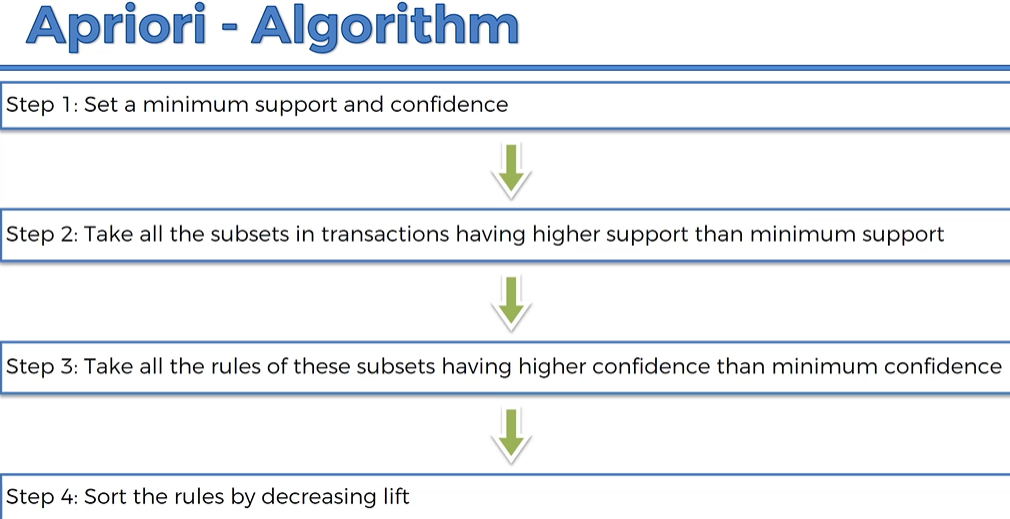 Apriori - Algorithm
Step 1: Set a minimum support and confidence
Step 2: Take all the subsets in transactions having higher support than minimum support
Step 3: Take all the rules of these subsets having higher confidence than minimum confidence
Step 4: Sort the rules by decreasing lift